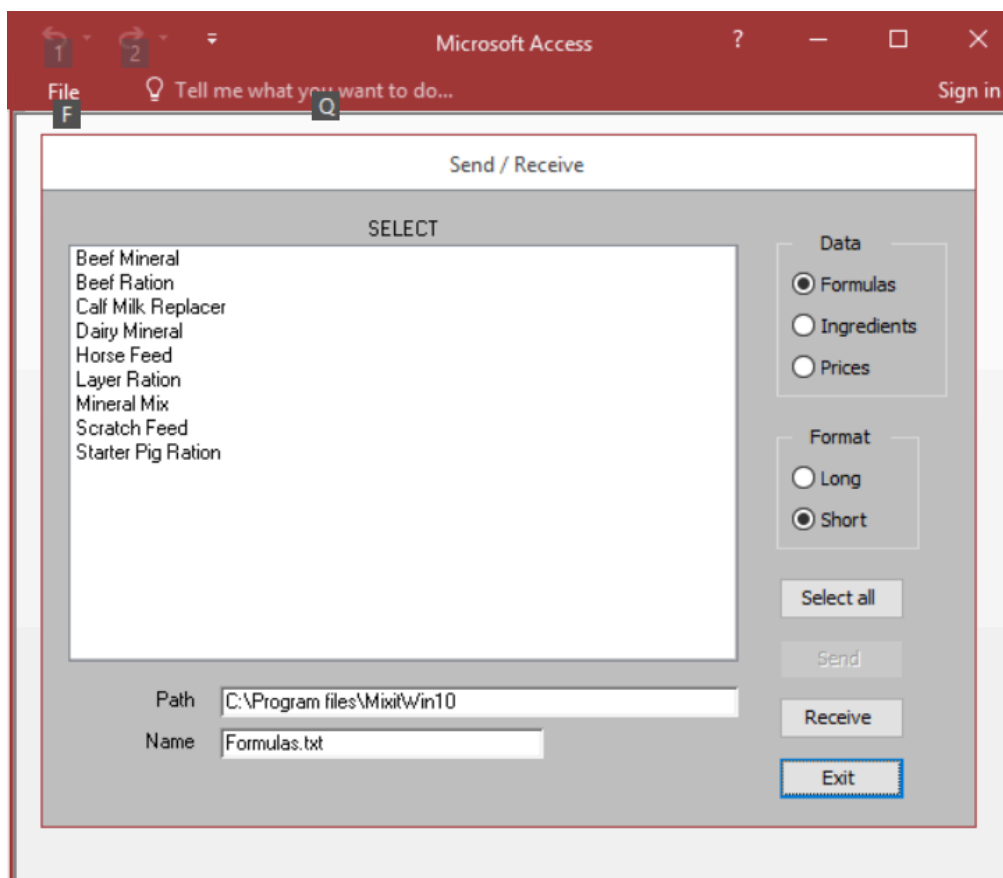 1 2 Microsoft Access ?
File Tell me what you want to do... Sign in
F Q
Send / Receive
SELECT
Beef Mineral
Beef Ration
Calf Milk Replacer
Dairy Mineral
Horse Feed
Layer Ration
Mineral Mix
Scratch Feed
Starter Pig Ration
Data
Formulas
Ingredients
Prices
Format
Long
Short
Select all
Send
Receive
Exit
Path C:\Program files\MixitWin10
Name Formulas.txt